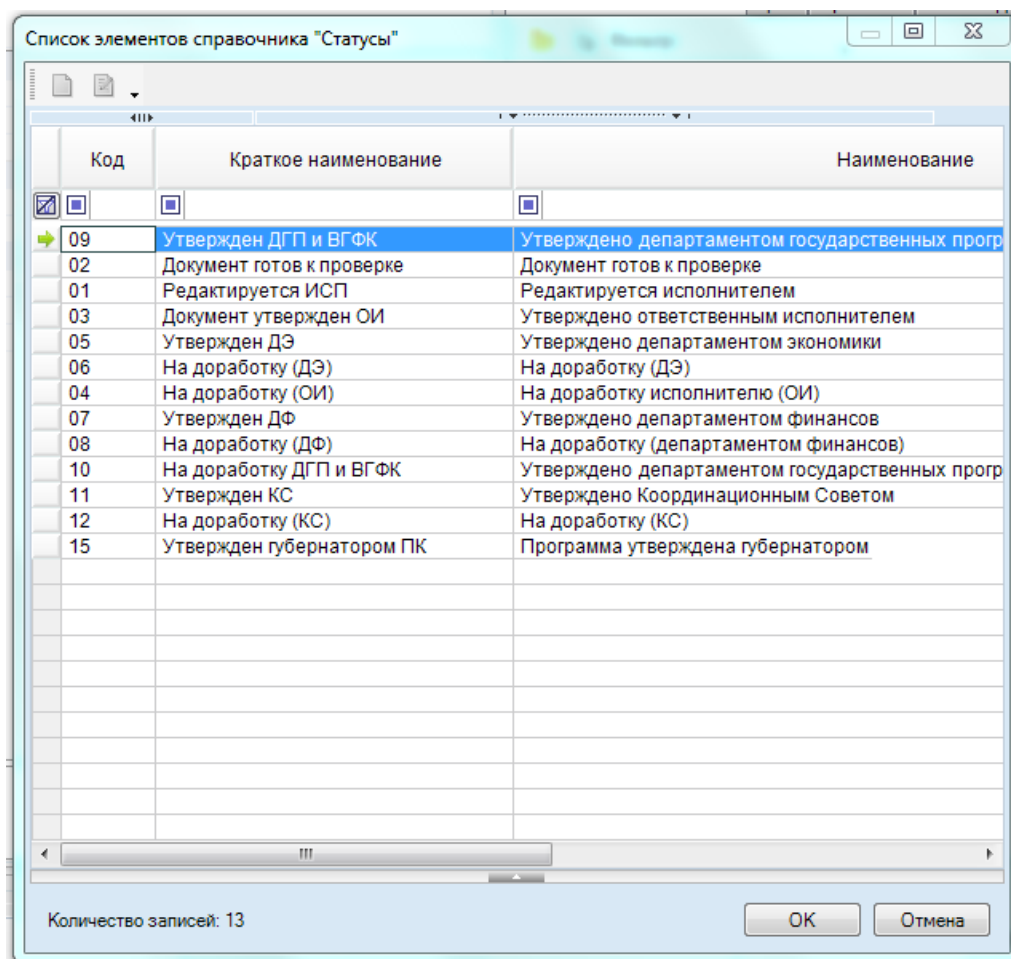 Список элементов справочника "Статусы"
Код Краткое наименование Наименование
09 Утвержден ДГП и ВГФК Утверждено департаментом государственных прогр
02 Документ готов к проверке Документ готов к проверке
01 Редактируется ИСП Редактируется исполнителем
03 Документ утвержден ОИ Утверждено ответственным исполнителем
05 Утвержден ДЭ Утверждено департаментом экономики
06 На доработку (ДЭ) На доработку (ДЭ)
04 На доработку (ОИ) На доработку исполнителю (ОИ)
07 Утвержден ДФ Утверждено департаментом финансов
08 На доработку (ДФ) На доработку (департаментом финансов)
10 На доработку ДГП и ВГФК Утверждено департаментом государственных прогр
11 Утвержден КС Утверждено Координационным Советом
12 На доработку (КС) На доработку (КС)
15 Утвержден губернатором ПК Программа утверждена губернатором
Количество записей: 13 OK Отмена